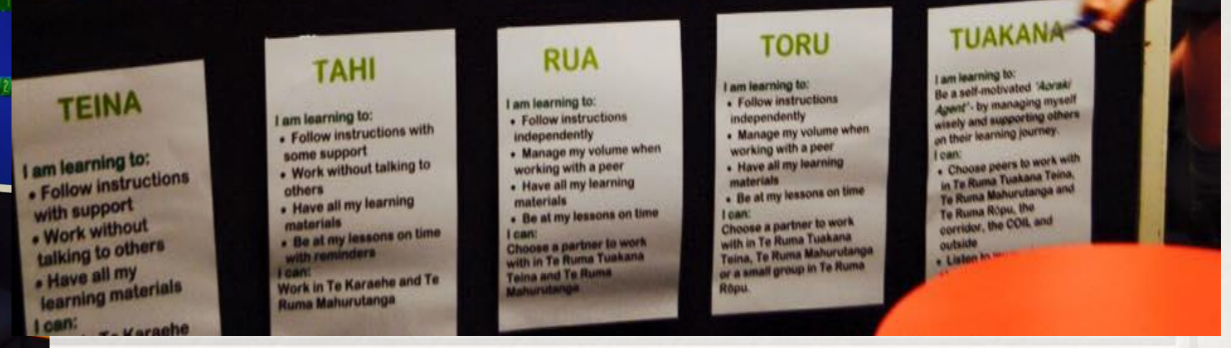 TEINA
I am learning to:
• Follow instructions
with support
• Work without
talking to others
• Have all my
learning materials
I can:
Te Karaehe
TAHI
I am learning to:
• Follow instructions with
some support
• Work without talking to
others
• Have all my learning
materials
• Be at my lessons on time
with reminders
I can:
Work in Te Karaehe and Te
Ruma Mahurutanga
RUA
I am learning to:
• Follow instructions
independently
• Manage my volume when
working with a peer
• Have all my learning
materials
• Be at my lessons on time
I can:
Choose a partner to work
with in Te Ruma Tuakana
Teina and Te Ruma
Mahurutanga
TORU
I am learning to:
• Follow instructions
independently
• Manage my volume when
working with a peer
• Have all my learning
materials
• Be at my lessons on time
I can:
Choose a partner to work
with in Te Ruma Tuakana
Teina, Te Ruma Mahurutanga
or a small group in Te Ruma
Rōpu.
TUAKANA
I am learning to:
Be a self-motivated 'Aoraki
Agent'- by managing myself
wisely and supporting others
on their learning journey.
I can:
• Choose peers to work with
in Te Ruma Tuakana Teina,
Te Ruma Mahurutanga and
Te Ruma Rōpu, the
corridor, the COIL and
outside
• Listen to